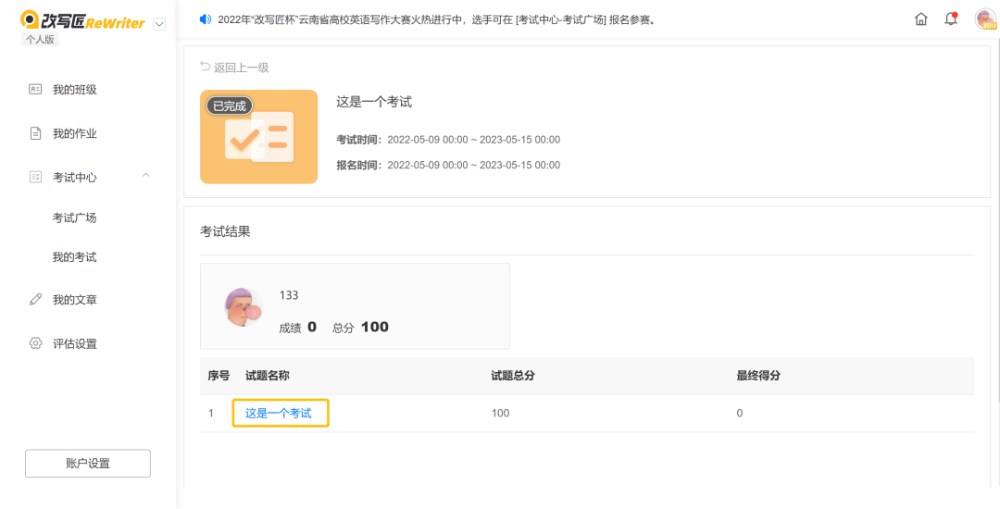 改写匠ReWriter
个人版
2022年“改写匠杯”云南省高校英语写作大赛火热进行中，选手可在 [考试中心-考试广场] 报名参赛。
EDU
我的班级
我的作业
考试中心
考试广场
我的考试
我的文章
评估设置
账户设置
返回上一级
已完成
这是一个考试
考试时间： 2022-05-09 00:00 ~ 2023-05-15 00:00
报名时间： 2022-05-09 00:00 ~ 2023-05-15 00:00
考试结果
133
成绩 0 总分 100
序号 试题名称 试题总分 最终得分
1 这是一个考试 100 0